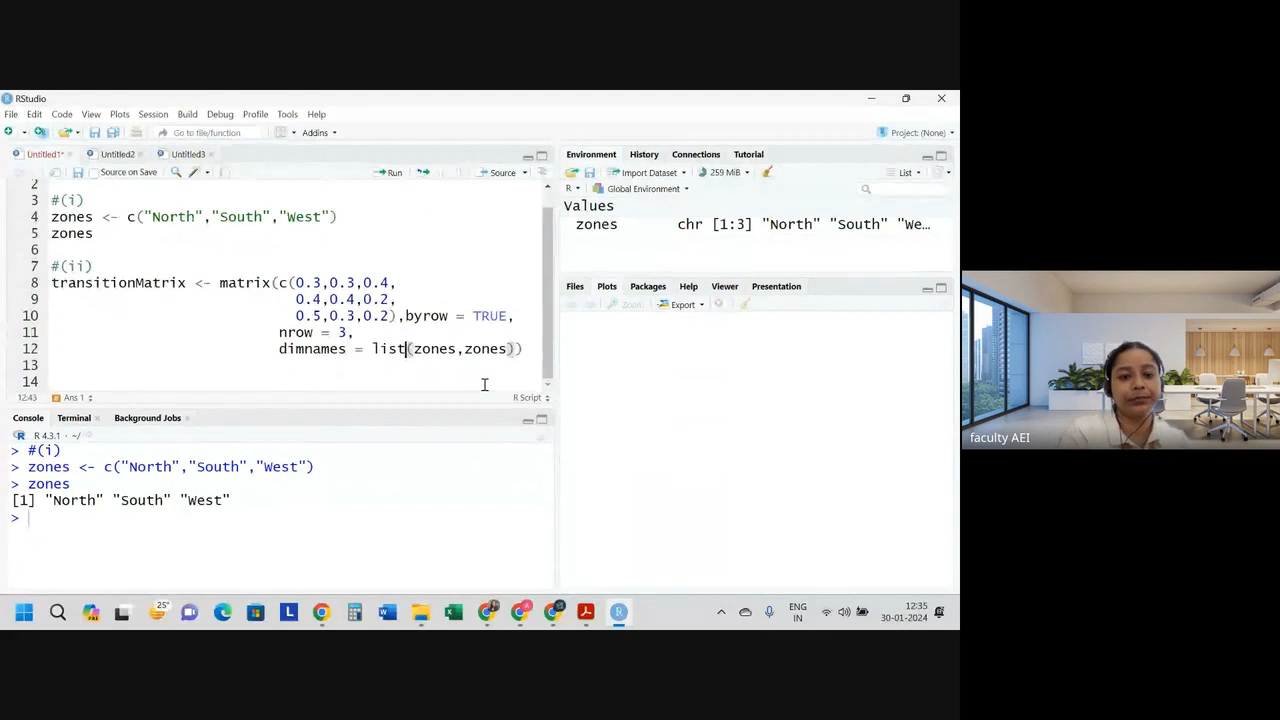 RStudio
File Edit Code View Plots Session Build Debug Profile Tools Help
Go to file/function Addins Project: (None)
Untitled1* Untitled2 Untitled3
Source on Save Run Source
2
3 #(i)
4 zones <- c("North","South","West")
5 zones
6
7 #(ii)
8 transitionMatrix <- matrix(c(0.3,0.3,0.4,
9 0.4,0.4,0.2,
10 0.5,0.3,0.2),byrow = TRUE,
11 nrow = 3,
12 dimnames = list(zones,zones))
13
14
12:43 Ans 1 R Script
Console Terminal Background Jobs
R 4.3.1 · ~/
> #(i)
> zones <- c("North","South","West")
> zones
[1] "North" "South" "West"
>
Environment History Connections Tutorial
Import Dataset 259 MiB List
R Global Environment
Values
zones chr [1:3] "North" "South" "We…
Files Plots Packages Help Viewer Presentation
Zoom Export
faculty AEI
25°
ENG
IN
12:35
30-01-2024